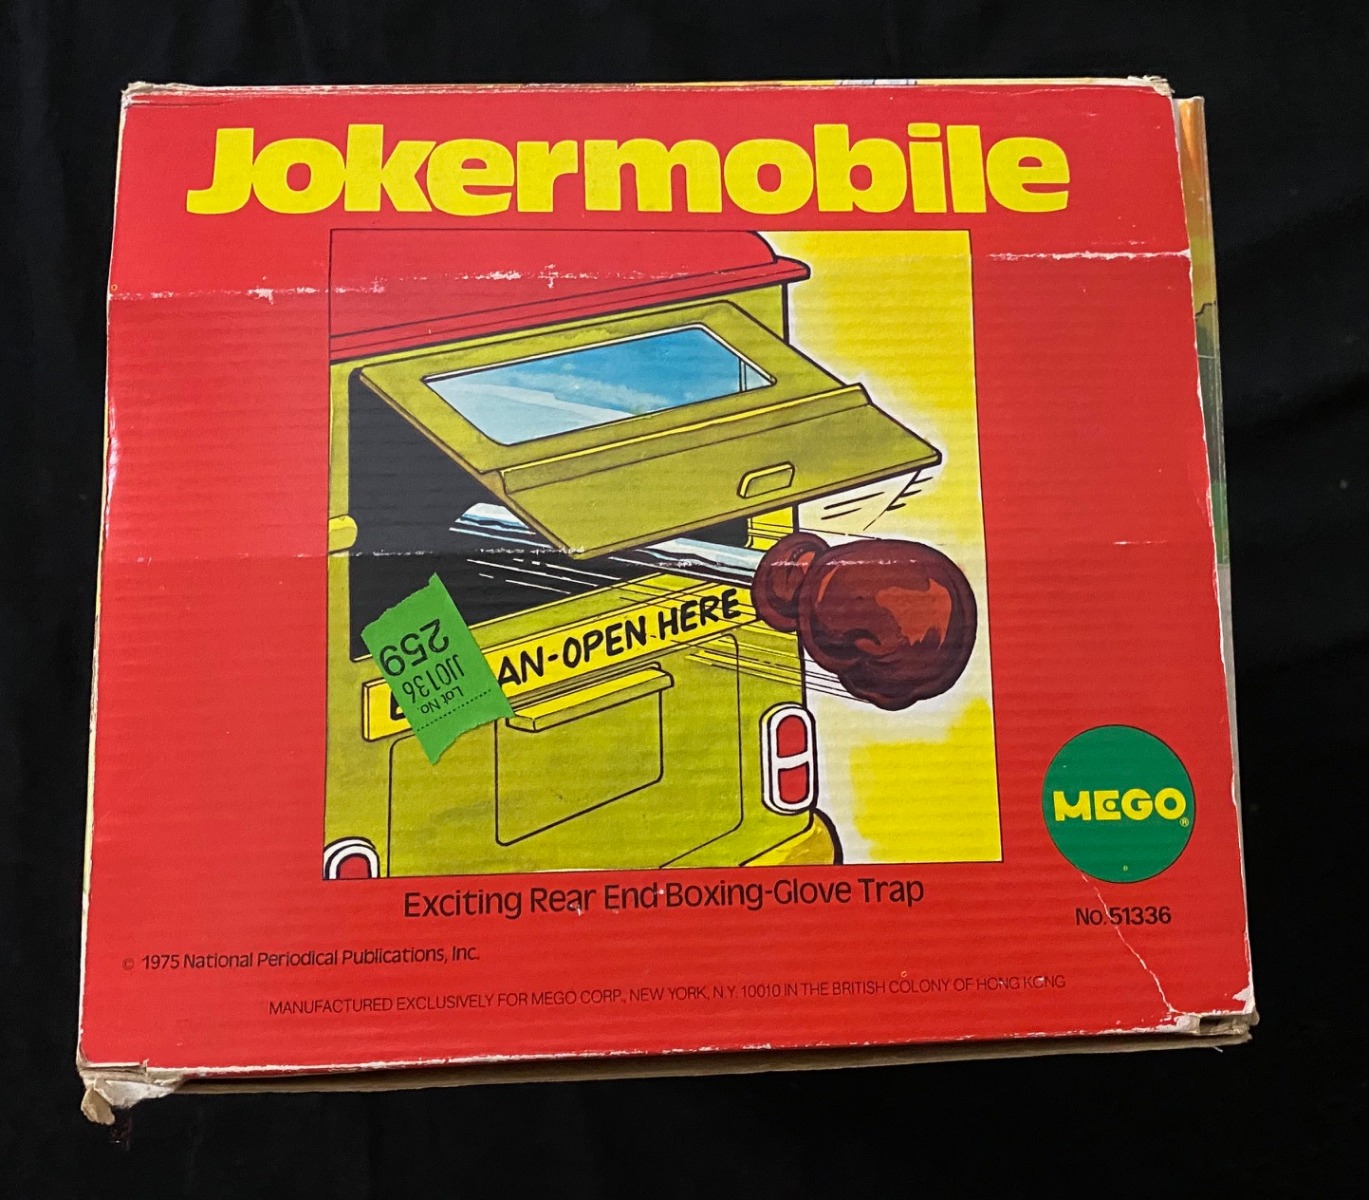 Jokermobile
AN-OPEN HERE
Lot No.
JJ0136
259
MEGO®
Exciting Rear End Boxing-Glove Trap
No. 51336
© 1975 National Periodical Publications, Inc.
MANUFACTURED EXCLUSIVELY FOR MEGO CORP., NEW YORK, N.Y. 10010 IN THE BRITISH COLONY OF HONG KONG